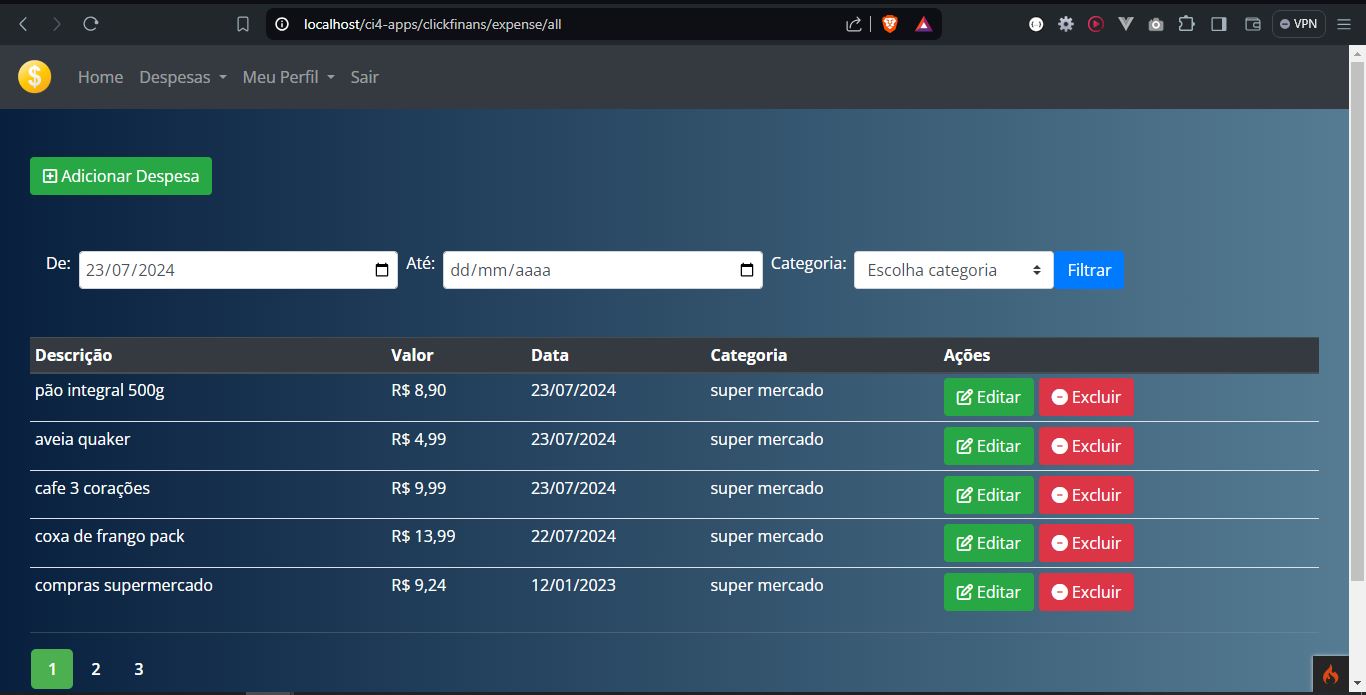 localhost/ci4-apps/clickfinans/expense/all
VPN
$ Home Despesas Meu Perfil Sair
Adicionar Despesa
De: 23/07/2024 Até: dd/mm/aaaa Categoria: Escolha categoria Filtrar
Descrição Valor Data Categoria Ações
pão integral 500g R$ 8,90 23/07/2024 super mercado Editar Excluir
aveia quaker R$ 4,99 23/07/2024 super mercado Editar Excluir
cafe 3 corações R$ 9,99 23/07/2024 super mercado Editar Excluir
coxa de frango pack R$ 13,99 22/07/2024 super mercado Editar Excluir
compras supermercado R$ 9,24 12/01/2023 super mercado Editar Excluir
1 2 3